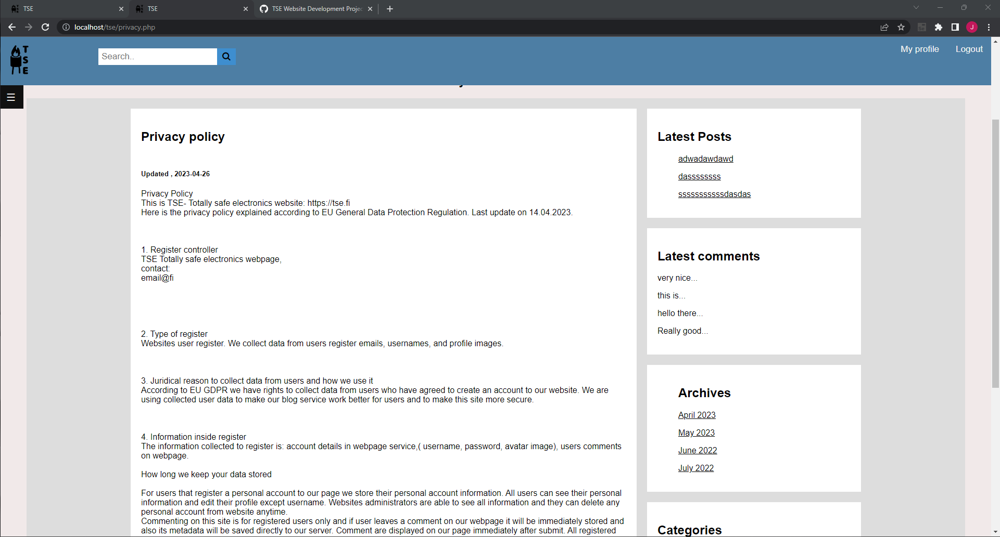 TSE
TSE
TSE Website Development Projec
localhost/tse/privacy.php
J
T
S
E
Search..
My profile
Logout
Privacy policy
Updated , 2023-04-26
Privacy Policy
This is TSE- Totally safe electronics website: https://tse.fi
Here is the privacy policy explained according to EU General Data Protection Regulation. Last update on 14.04.2023.
1. Register controller
TSE Totally safe electronics webpage,
contact:
email@fi
2. Type of register
Websites user register. We collect data from users register emails, usernames, and profile images.
3. Juridical reason to collect data from users and how we use it
According to EU GDPR we have rights to collect data from users who have agreed to create an account to our website. We are
using collected user data to make our blog service work better for users and to make this site more secure.
4. Information inside register
The information collected to register is: account details in webpage service,( username, password, avatar image), users comments
on webpage.
How long we keep your data stored
For users that register a personal account to our page we store their personal account information. All users can see their personal
information and edit their profile except username. Websites administrators are able to see all information and they can delete any
personal account from website anytime.
Commenting on this site is for registered users only and if user leaves a comment on our webpage it will be immediately stored and
also its metadata will be saved directly to our server. Comment are displayed on our page immediately after submit. All registered
Latest Posts
adwadawdawd
dassssssss
sssssssssssdasdas
Latest comments
very nice...
this is...
hello there...
Really good...
Archives
April 2023
May 2023
June 2022
July 2022
Categories